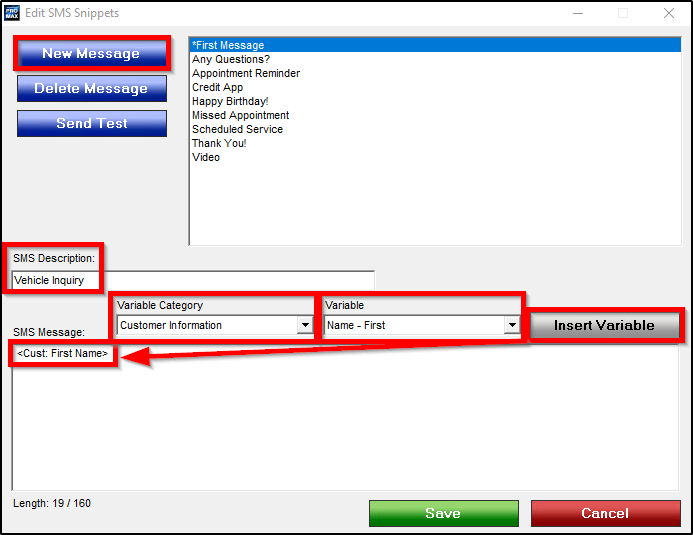 PRO
MAX
Edit SMS Snippets
New Message
Delete Message
Send Test
*First Message
Any Questions?
Appointment Reminder
Credit App
Happy Birthday!
Missed Appointment
Scheduled Service
Thank You!
Video
SMS Description:
Vehicle Inquiry
Variable Category
Customer Information
Variable
Name - First
Insert Variable
SMS Message:
<Cust: First Name>
Length: 19 / 160
Save
Cancel